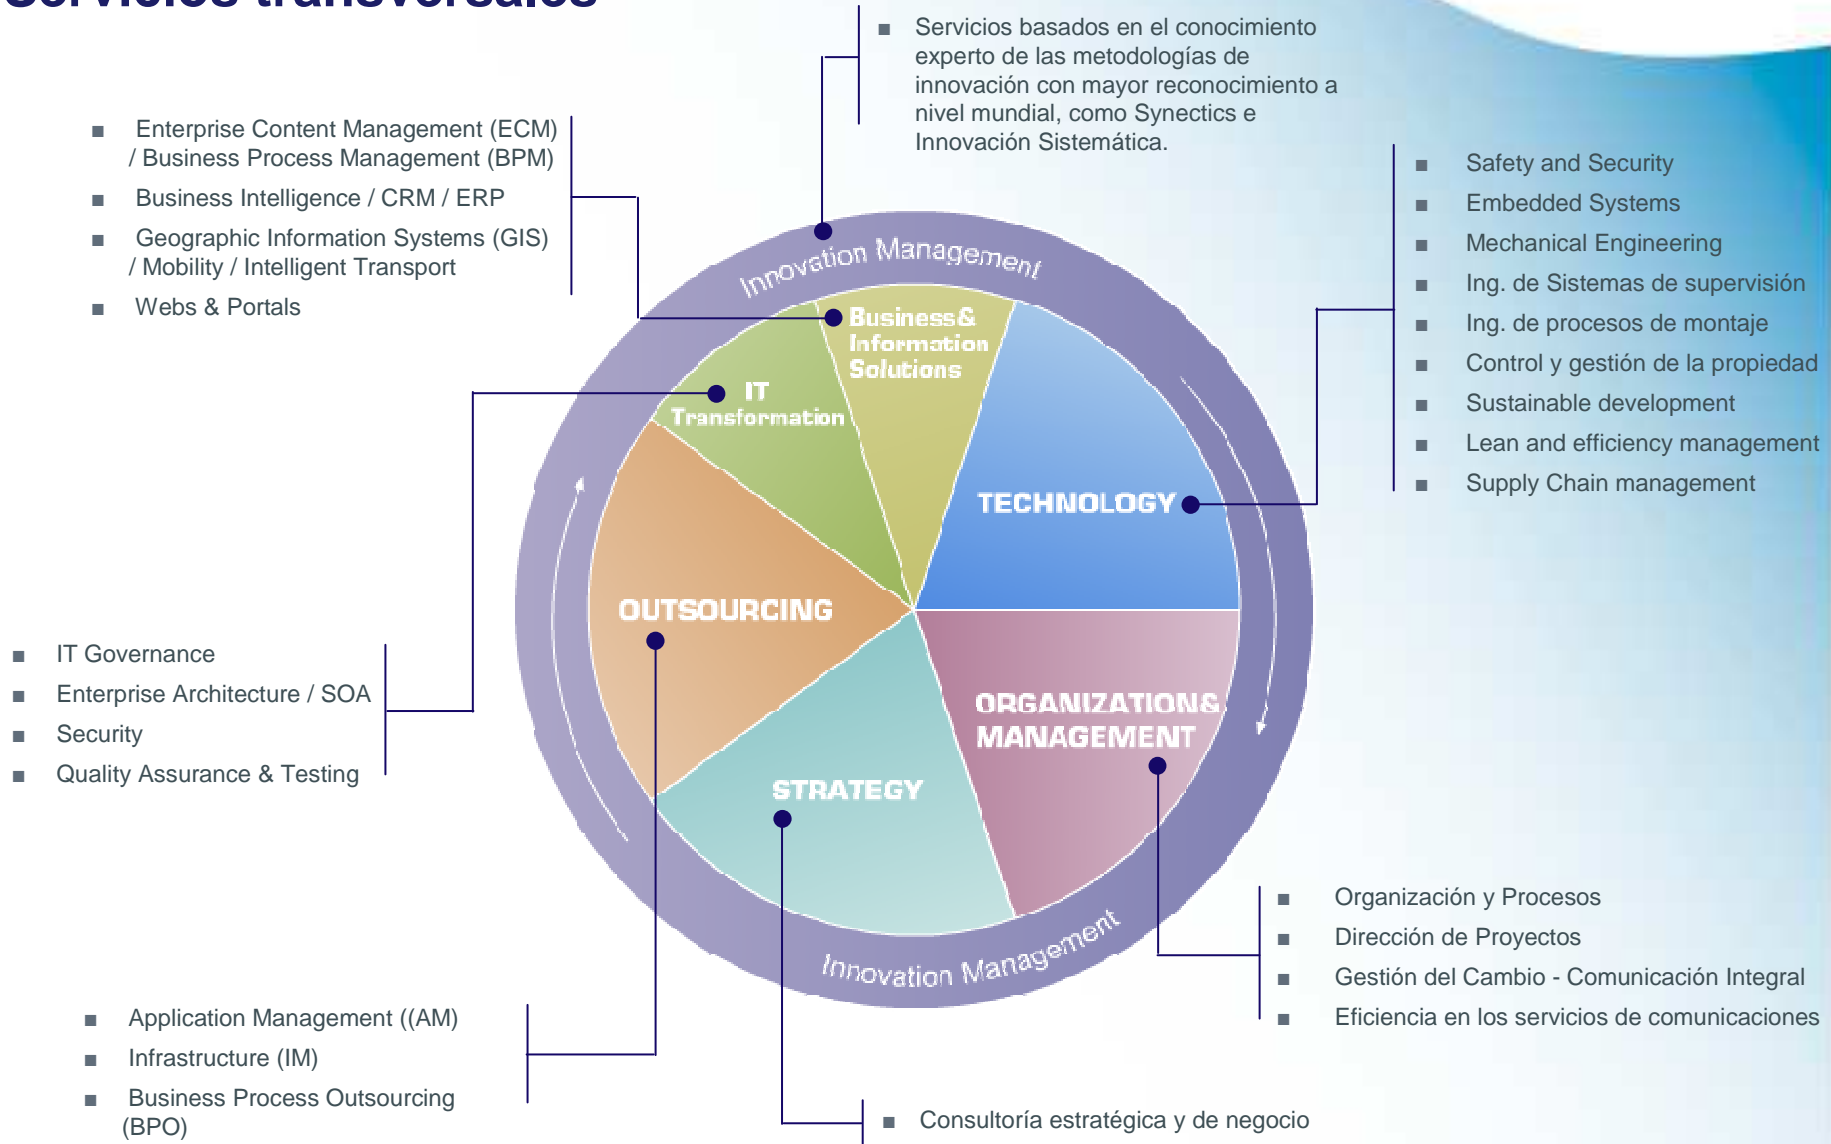 Servicios transversales
■ Servicios basados en el conocimiento
experto de las metodologías de
innovación con mayor reconocimiento a
nivel mundial, como Synectics e
Innovación Sistemática.
■ Enterprise Content Management (ECM)
/ Business Process Management (BPM)
■ Business Intelligence / CRM / ERP
■ Geographic Information Systems (GIS)
/ Mobility / Intelligent Transport
■ Webs & Portals
■ Safety and Security
■ Embedded Systems
■ Mechanical Engineering
■ Ing. de Sistemas de supervisión
■ Ing. de procesos de montaje
■ Control y gestión de la propiedad
■ Sustainable development
■ Lean and efficiency management
■ Supply Chain management
Innovation Management
Business&
Information
Solutions
IT
Transformation
TECHNOLOGY
OUTSOURCING
ORGANIZATION&
MANAGEMENT
STRATEGY
Innovation Management
■ IT Governance
■ Enterprise Architecture / SOA
■ Security
■ Quality Assurance & Testing
■ Organización y Procesos
■ Dirección de Proyectos
■ Gestión del Cambio - Comunicación Integral
■ Eficiencia en los servicios de comunicaciones
■ Application Management ((AM)
■ Infrastructure (IM)
■ Business Process Outsourcing
(BPO)
■ Consultoría estratégica y de negocio